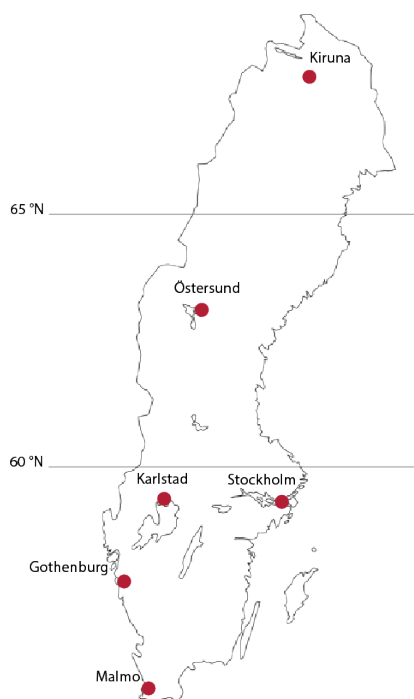 Kiruna
65 °N
Östersund
60 °N
Karlstad
Stockholm
Gothenburg
Malmo